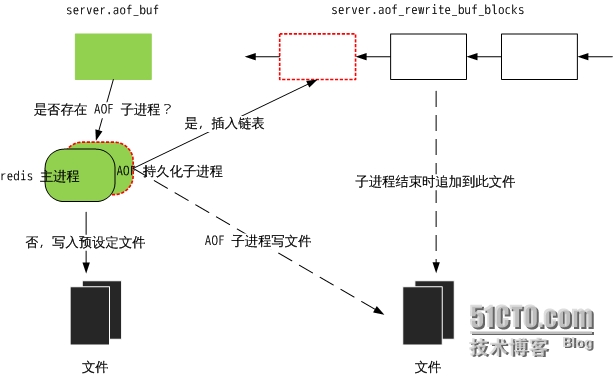 server.aof_buf
server.aof_rewrite_buf_blocks
是否存在 AOF 子进程？
是, 插入链表
redis 主进程
AOF 持久化子进程
子进程结束时追加到此文件
否, 写入预设定文件
AOF 子进程写文件
文件
文件
51CTO.com
技术博客 Blog